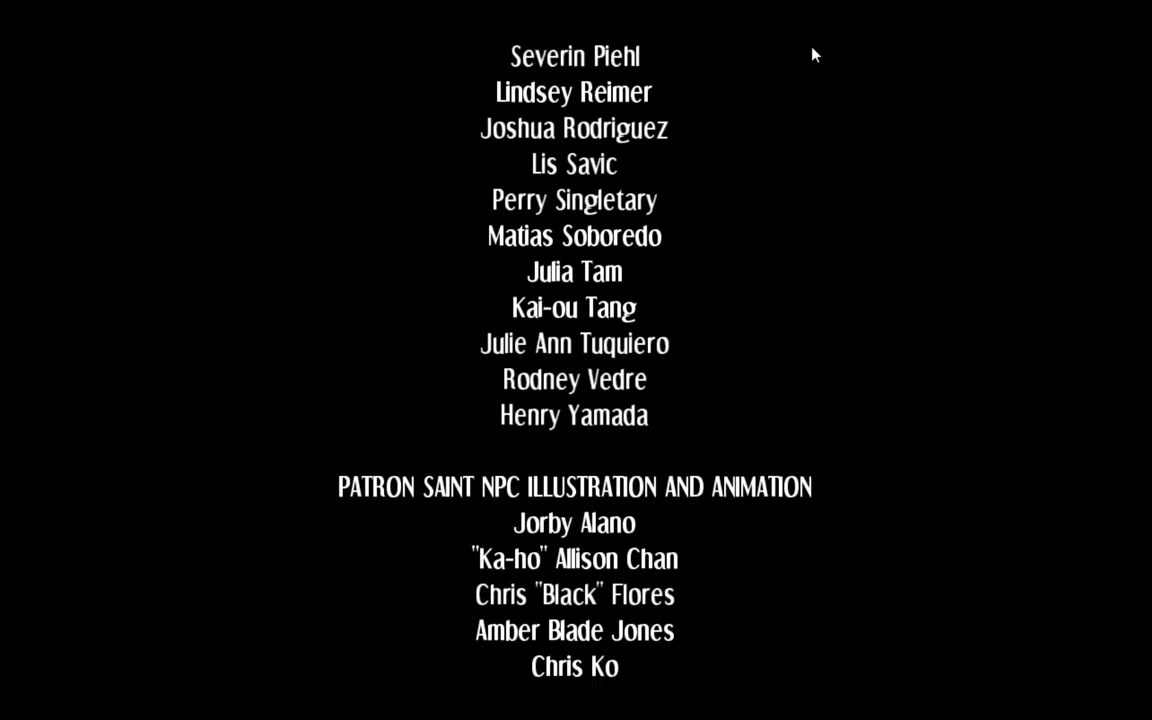 Severin Piehl
Lindsey Reimer
Joshua Rodriguez
Lis Savic
Perry Singletary
Matias Soboredo
Julia Tam
Kai-ou Tang
Julie Ann Tuquiero
Rodney Vedre
Henry Yamada
PATRON SAINT NPC ILLUSTRATION AND ANIMATION
Jorby Alano
"Ka-ho" Allison Chan
Chris "Black" Flores
Amber Blade Jones
Chris Ko